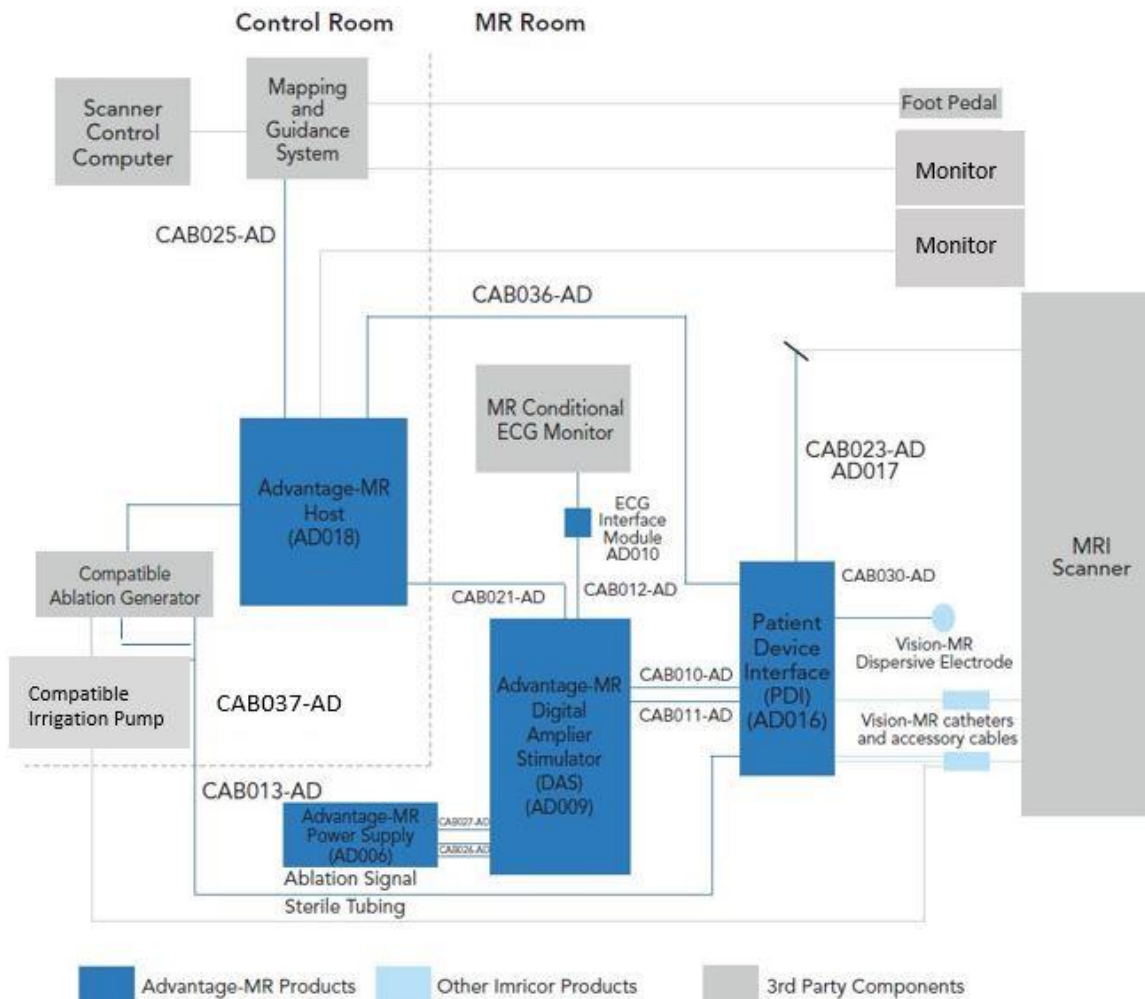 Control Room
MR Room
Scanner
Control
Computer
Mapping
and
Guidance
System
Foot Pedal
Monitor
Monitor
CAB025-AD
CAB036-AD
MR Conditional
ECG Monitor
CAB023-AD
AD017
MRI
Scanner
Advantage-MR
Host
(AD018)
ECG
Interface
Module
AD010
Compatible
Ablation Generator
CAB021-AD
CAB012-AD
CAB030-AD
Patient
Device
Interface
(PDI)
(AD016)
Vision-MR
Dispersive Electrode
Compatible
Irrigation Pump
CAB037-AD
Advantage-MR
Digital
Amplier
Stimulator
(DAS)
(AD009)
CAB010-AD
CAB011-AD
Vision-MR catheters
and accessory cables
CAB013-AD
Advantage-MR
Power Supply
(AD006)
CAB027-AD
CAB026-AD
Ablation Signal
Sterile Tubing
Advantage-MR Products
Other Imricor Products
3rd Party Components